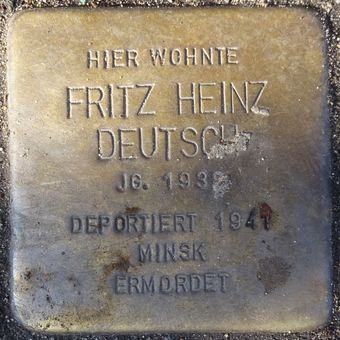 HIER WOHNTE
FRITZ HEINZ
DEUTSCH
JG.
DEPORTIERT 1941
MINSK
ERMORDET